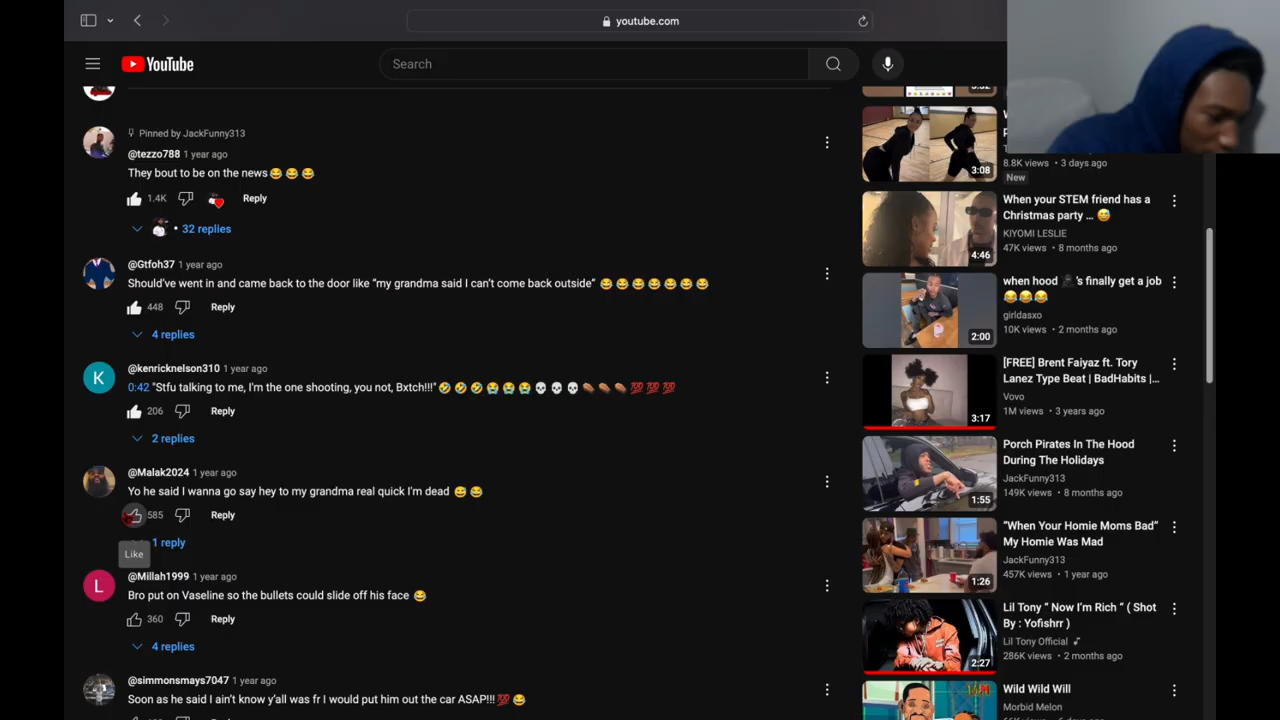 youtube.com
YouTube
Search
Pinned by JackFunny313
@tezzo788 1 year ago
They bout to be on the news😂 😂 😂
1.4K
Reply
32 replies
@Gtfoh37 1 year ago
Should've went in and came back to the door like "my grandma said I can't come back outside" 😂 😂 😂 😂 😂 😂 😂
448
Reply
4 replies
@kenricknelson310 1 year ago
0:42 "Stfu talking to me, I'm the one shooting, you not, Bxtch!!!"🤣 🤣 🤣 😭 😭 😭 💀 💀 💀 ⚰️ ⚰️ ⚰️ 💯 💯 💯
206
Reply
2 replies
@Malak2024 1 year ago
Yo he said I wanna go say hey to my grandma real quick I'm dead 😅 😂
585
Reply
1 reply
Like
@Millah1999 1 year ago
L
Bro put on Vaseline so the bullets could slide off his face 😂
360
Reply
4 replies
@simmonsmays7047 1 year ago
Soon as he said I ain't know y'all was fr I would put him out the car ASAP!!!💯 😂
K
3:08
8.8K views • 3 days ago
New
When your STEM friend has a
Christmas party … 😅
KIYOMI LESLIE
47K views • 8 months ago
4:46
when hood 🥷🏿's finally get a job
😂😂😂
girldasxo
10K views • 2 months ago
2:00
[FREE] Brent Faiyaz ft. Tory
Lanez Type Beat | BadHabits |...
Vovo
1M views • 3 years ago
3:17
Porch Pirates In The Hood
During The Holidays
JackFunny313
149K views • 8 months ago
1:55
"When Your Homie Moms Bad"
My Homie Was Mad
JackFunny313
457K views • 1 year ago
1:26
Lil Tony " Now I'm Rich " ( Shot
By : Yofishrr )
Lil Tony Official
286K views • 2 months ago
2:27
Wild Wild Will
Morbid Melon